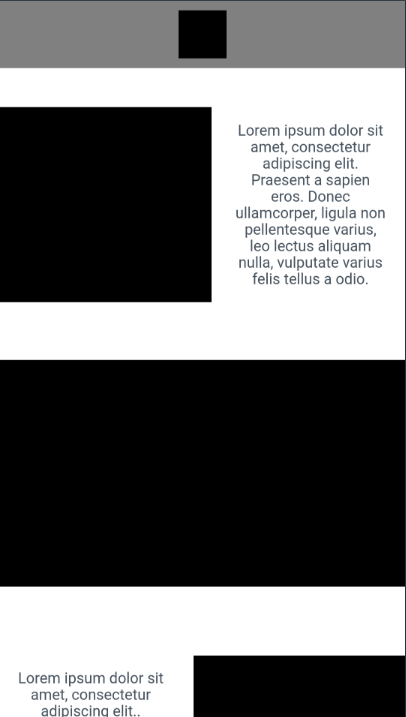 Lorem ipsum dolor sit
amet, consectetur
adipiscing elit.
Praesent a sapien
eros. Donec
ullamcorper, ligula non
pellentesque varius,
leo lectus aliquam
nulla, vulputate varius
felis tellus a odio.
Lorem ipsum dolor sit
amet, consectetur
adipiscing elit..